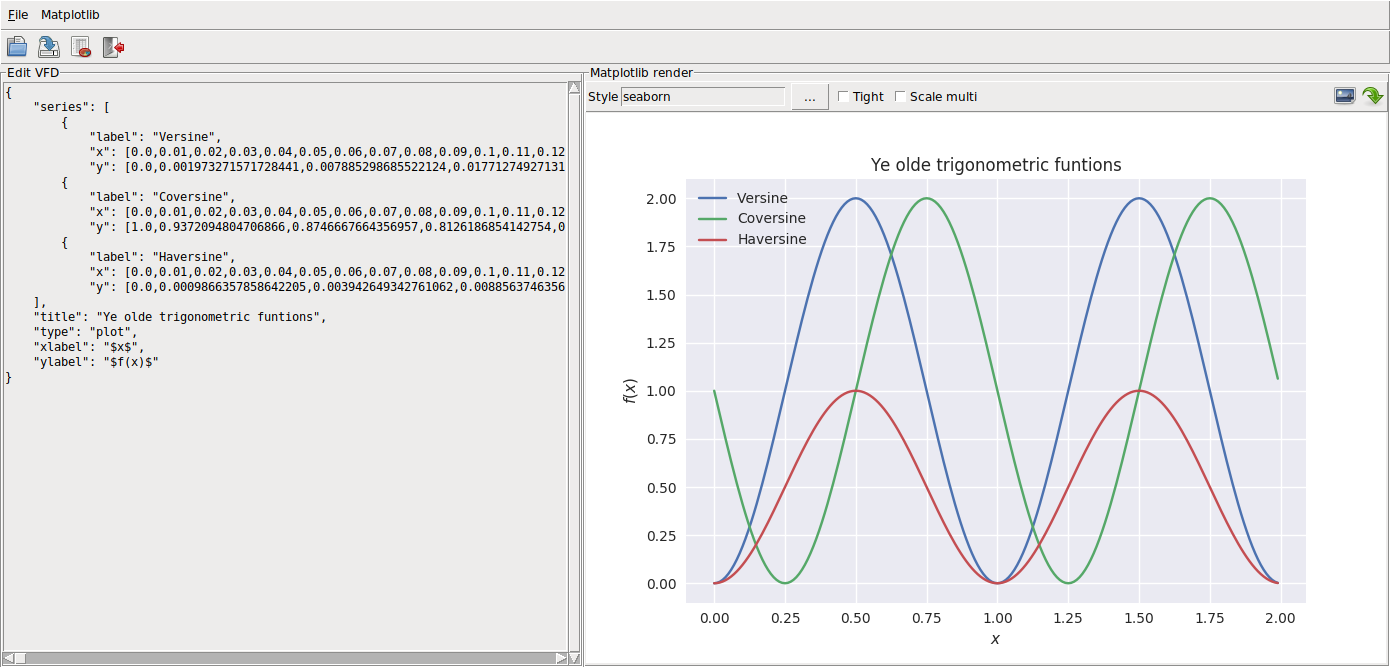 File Matplotlib
Edit VFD
{
    "series": [
        {
            "label": "Versine",
            "x": [0.0,0.01,0.02,0.03,0.04,0.05,0.06,0.07,0.08,0.09,0.1,0.11,0.12
            "y": [0.0,0.001973271571728441,0.007885298685522124,0.01771274927131
        {
            "label": "Coversine",
            "x": [0.0,0.01,0.02,0.03,0.04,0.05,0.06,0.07,0.08,0.09,0.1,0.11,0.12
            "y": [1.0,0.9372094804706866,0.8746667664356957,0.8126186854142754,0
        {
            "label": "Haversine",
            "x": [0.0,0.01,0.02,0.03,0.04,0.05,0.06,0.07,0.08,0.09,0.1,0.11,0.12
            "y": [0.0,0.0009866357858642205,0.003942649342761062,0.0088563746356
    ],
    "title": "Ye olde trigonometric funtions",
    "type": "plot",
    "xlabel": "$x$",
    "ylabel": "$f(x)$"
}
Matplotlib render
Style seaborn ... Tight Scale multi
Ye olde trigonometric funtions
Versine
Coversine
Haversine
2.00
1.75
1.50
1.25
1.00
0.75
0.50
0.25
0.00
f(x)
0.00 0.25 0.50 0.75 1.00 1.25 1.50 1.75 2.00
x